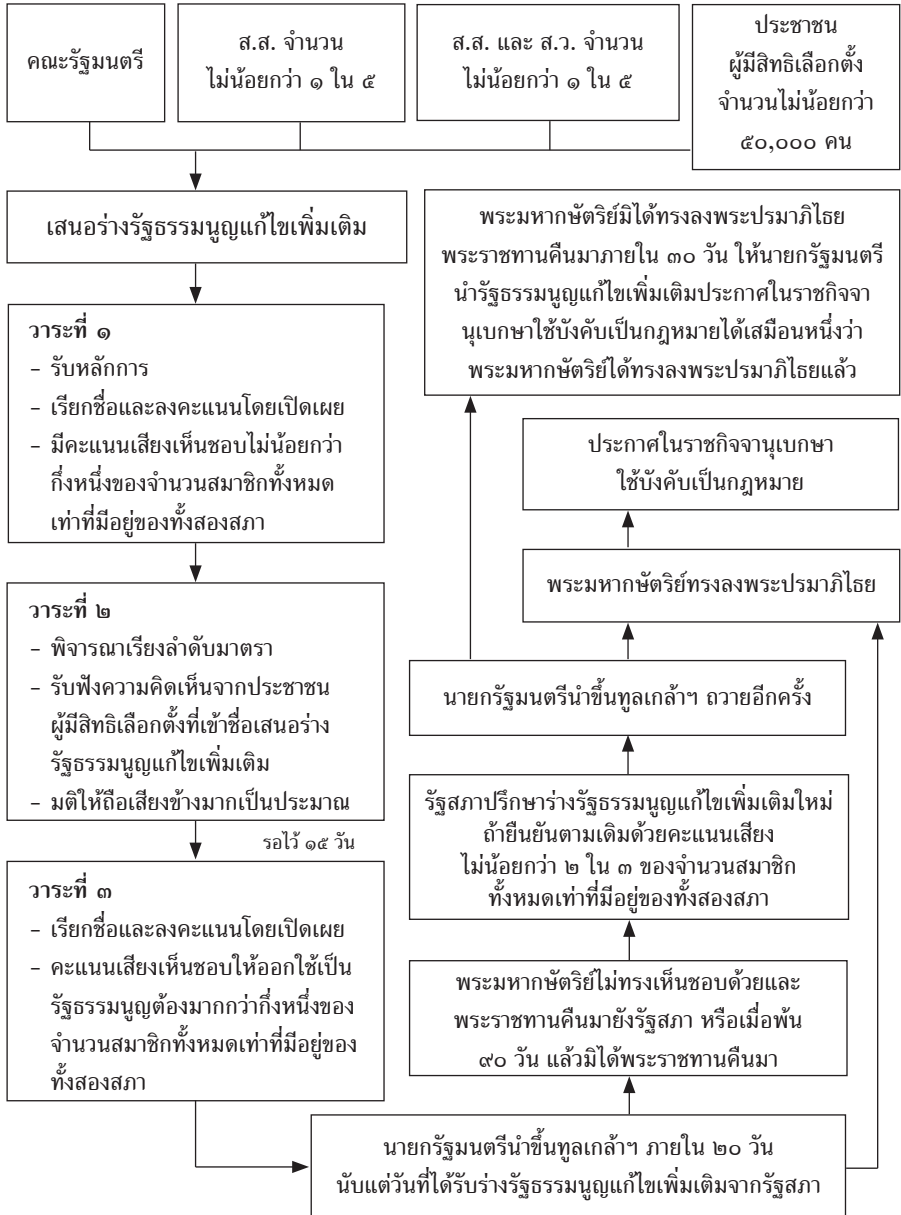 คณะรัฐมนตรี
ส.ส. จำนวน
ไม่น้อยกว่า ๑ ใน ๕
ส.ส. และ ส.ว. จำนวน
ไม่น้อยกว่า ๑ ใน ๕
ประชาชน
ผู้มีสิทธิเลือกตั้ง
จำนวนไม่น้อยกว่า
๕๐,๐๐๐ คน
เสนอร่างรัฐธรรมนูญแก้ไขเพิ่มเติม
วาระที่ ๑
- รับหลักการ
- เรียกชื่อและลงคะแนนโดยเปิดเผย
- มีคะแนนเสียงเห็นชอบไม่น้อยกว่า
กึ่งหนึ่งของจำนวนสมาชิกทั้งหมด
เท่าที่มีอยู่ของทั้งสองสภา
วาระที่ ๒
- พิจารณาเรียงลำดับมาตรา
- รับฟังความคิดเห็นจากประชาชน
ผู้มีสิทธิเลือกตั้งที่เข้าชื่อเสนอร่าง
รัฐธรรมนูญแก้ไขเพิ่มเติม
- มติให้ถือเสียงข้างมากเป็นประมาณ
รอไว้ ๑๕ วัน
วาระที่ ๓
- เรียกชื่อและลงคะแนนโดยเปิดเผย
- คะแนนเสียงเห็นชอบให้ออกใช้เป็น
รัฐธรรมนูญต้องมากกว่ากึ่งหนึ่งของ
จำนวนสมาชิกทั้งหมดเท่าที่มีอยู่ของ
ทั้งสองสภา
นายกรัฐมนตรีนำขึ้นทูลเกล้าฯ ภายใน ๒๐ วัน
นับแต่วันที่ได้รับร่างรัฐธรรมนูญแก้ไขเพิ่มเติมจากรัฐสภา
พระมหากษัตริย์ไม่ทรงเห็นชอบด้วยและ
พระราชทานคืนมายังรัฐสภา หรือเมื่อพ้น
๙๐ วัน แล้วมิได้พระราชทานคืนมา
รัฐสภาปรึกษาร่างรัฐธรรมนูญแก้ไขเพิ่มเติมใหม่
ถ้ายืนยันตามเดิมด้วยคะแนนเสียง
ไม่น้อยกว่า ๒ ใน ๓ ของจำนวนสมาชิก
ทั้งหมดเท่าที่มีอยู่ของทั้งสองสภา
นายกรัฐมนตรีนำขึ้นทูลเกล้าฯ ถวายอีกครั้ง
พระมหากษัตริย์ทรงลงพระปรมาภิไธย
ประกาศในราชกิจจานุเบกษา
ใช้บังคับเป็นกฎหมาย
พระมหากษัตริย์มิได้ทรงลงพระปรมาภิไธย
พระราชทานคืนมาภายใน ๓๐ วัน ให้นายกรัฐมนตรี
นำรัฐธรรมนูญแก้ไขเพิ่มเติมประกาศในราชกิจจา
นุเบกษาใช้บังคับเป็นกฎหมายได้เสมือนหนึ่งว่า
พระมหากษัตริย์ได้ทรงลงพระปรมาภิไธยแล้ว